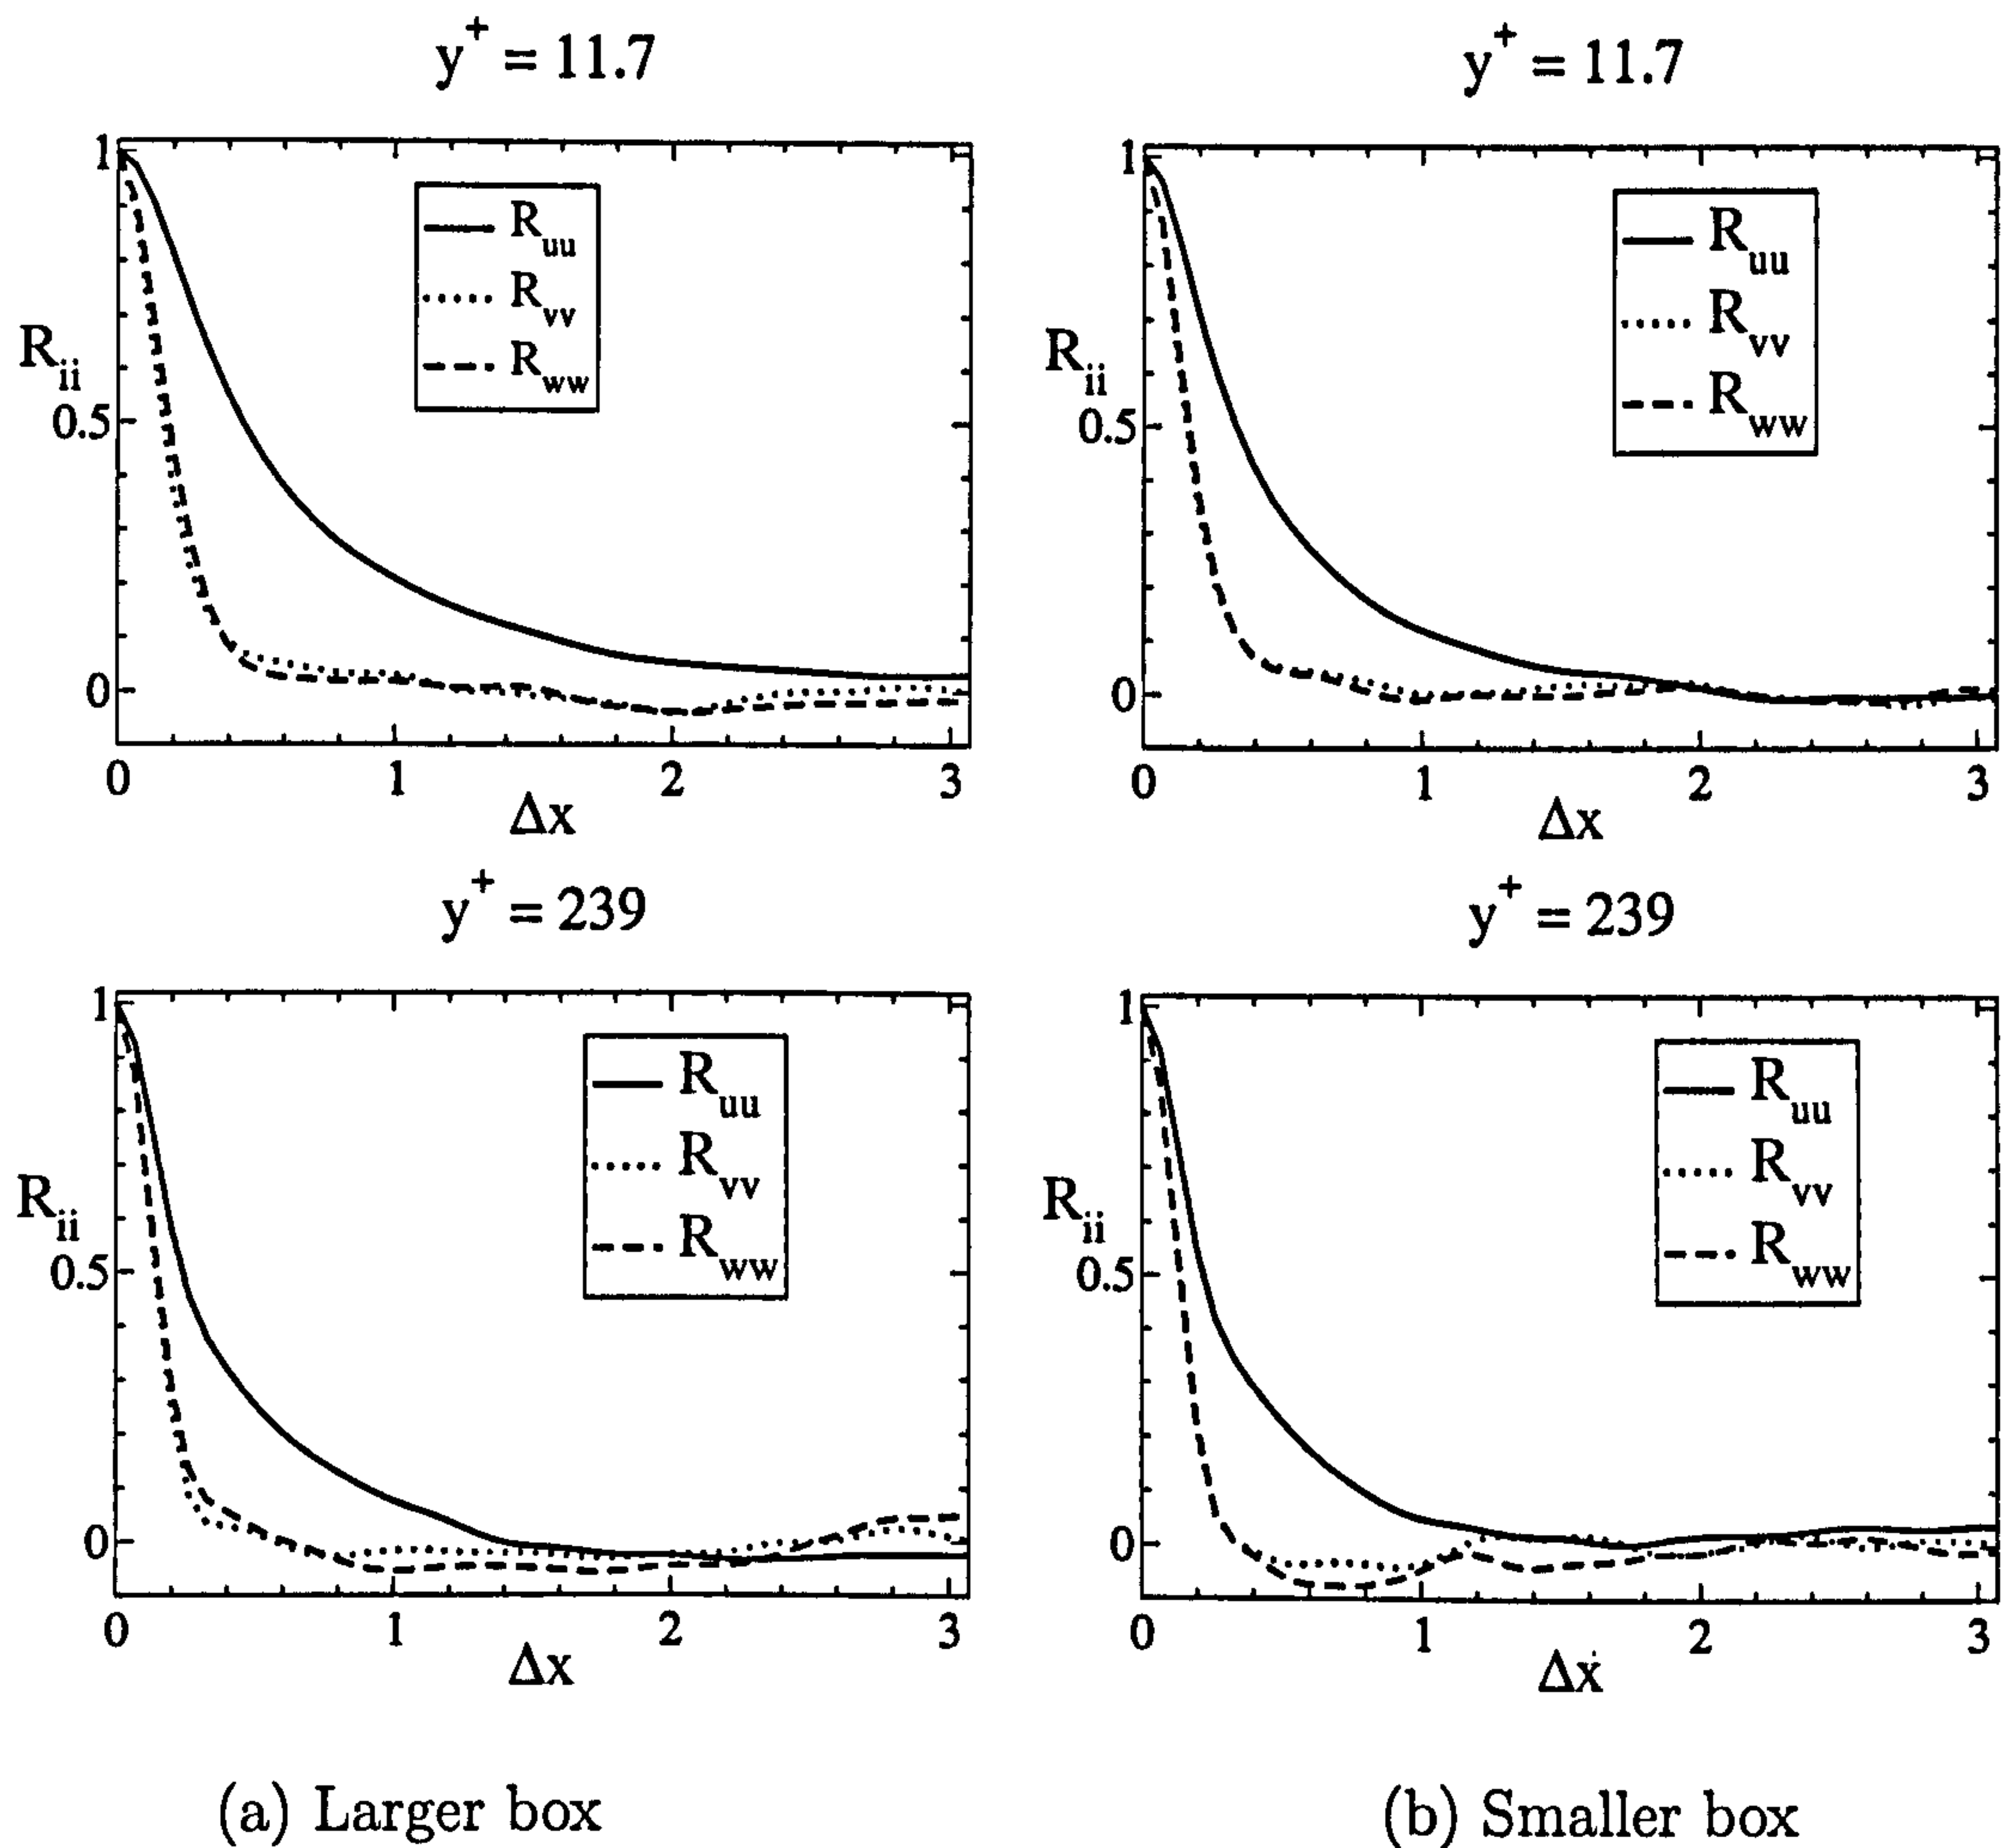 y+ = 11.7
1
R_ii
0.5
0
R_uu
R_vv
R_ww
0 1 2 3
Δx
y+ = 11.7
1
R_ii
0.5
0
R_uu
R_vv
R_ww
0 1 2 3
Δx
y+ = 239
1
R_ii
0.5
0
R_uu
R_vv
R_ww
0 1 2 3
Δx
y+ = 239
1
R_ii
0.5
0
R_uu
R_vv
R_ww
0 1 2 3
Δx
(a) Larger box
(b) Smaller box